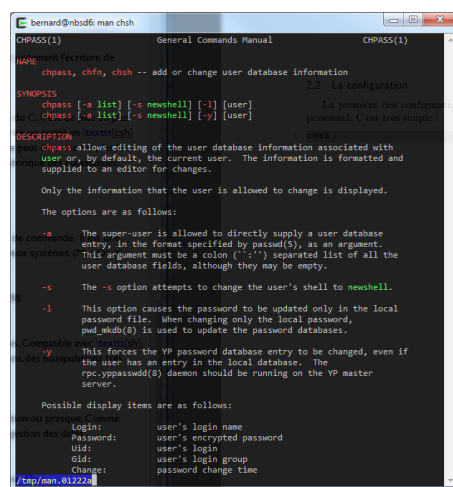 bernard@nbsd6: man chsh
CHPASS(1) General Commands Manual CHPASS(1)
NAME
chpass, chfn, chsh -- add or change user database information
SYNOPSIS
chpass [-a list] [-s newshell] [-l] [user]
chpass [-a list] [-s newshell] [-y] [user]
DESCRIPTION
chpass allows editing of the user database information associated with
user or, by default, the current user. The information is formatted and
supplied to an editor for changes.
Only the information that the user is allowed to change is displayed.
The options are as follows:
-a The super-user is allowed to directly supply a user database
entry, in the format specified by passwd(5), as an argument.
This argument must be a colon (``:'') separated list of all the
user database fields, although they may be empty.
-s The -s option attempts to change the user's shell to newshell.
-l This option causes the password to be updated only in the local
password file. When changing only the local password,
pwd_mkdb(8) is used to update the password databases.
-y This forces the YP password database entry to be changed, even if
the user has an entry in the local database. The
rpc.yppasswdd(8) daemon should be running on the YP master
server.
Possible display items are as follows:
Login: user's login name
Password: user's encrypted password
Uid: user's login
Gid: user's login group
Change: password change time
/tmp/man.01222a
2.2 La configuration
La première des configuration
personnel. C'est très simple
chsh